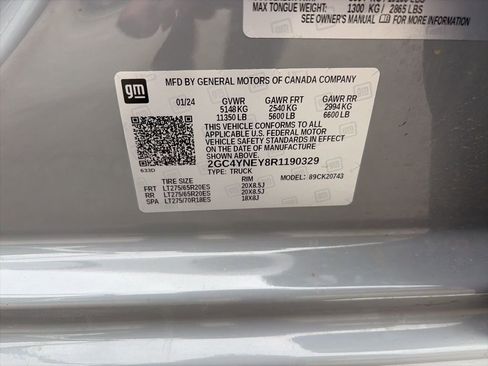 MAX TONGUE WEIGHT: 1300 KG / 2865 LBS
SEE OWNER'S MANUAL FOR MORE INFORMATION
gm
MFD BY GENERAL MOTORS OF CANADA COMPANY
01/24 GVWR GAWR FRT GAWR RR
5148 KG 2540 KG 2994 KG
11350 LB 5600 LB 6600 LB
THIS VEHICLE CONFORMS TO ALL
APPLICABLE U.S. FEDERAL MOTOR
VEHICLE SAFETY STANDARDS IN
EFFECT ON THE DATE OF
MANUFACTURE SHOWN ABOVE.
2GC4YNEY8R1190329
TYPE: TRUCK
633D
TIRE SIZE RIM MODEL: 89CK20743
FRT LT275/65R20ES 20X8.5J
RR LT275/65R20ES 20X8.5J
SPA LT275/70R18ES 18X8J